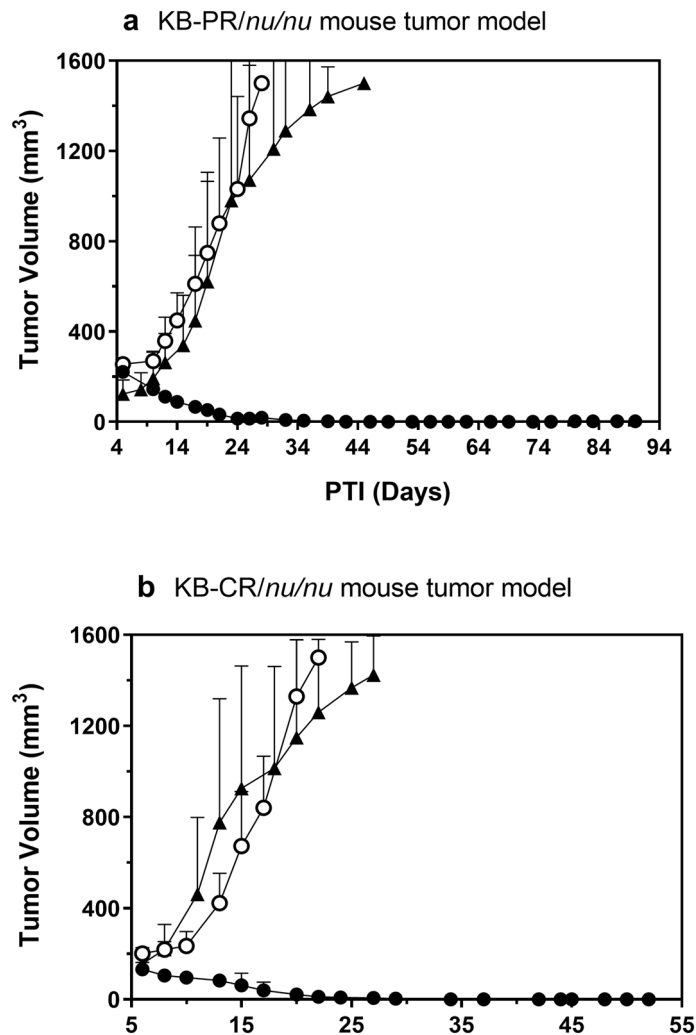 a KB-PR/nu/nu mouse tumor model
Tumor Volume (mm³)
1600
1200
800
400
0
4 14 24 34 44 54 64 74 84 94
PTI (Days)
b KB-CR/nu/nu mouse tumor model
Tumor Volume (mm³)
1600
1200
800
400
0
5 15 25 35 45 55